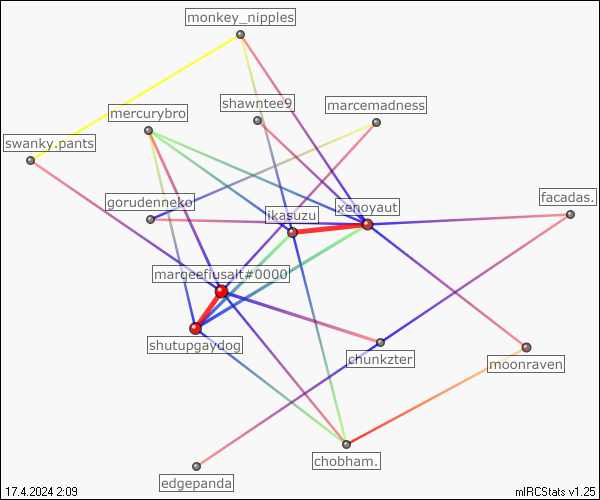 monkey_nipples
shawntee9
marcemadness
mercurybro
swanky.pants
facadas.
gorudenneko
xenoyaut
ikasuzu
margeefiusalt#0000
shutupgaydog
chunkzter
moonraven
chobham.
edgepanda
17.4.2024 2:09
mIRCStats v1.25